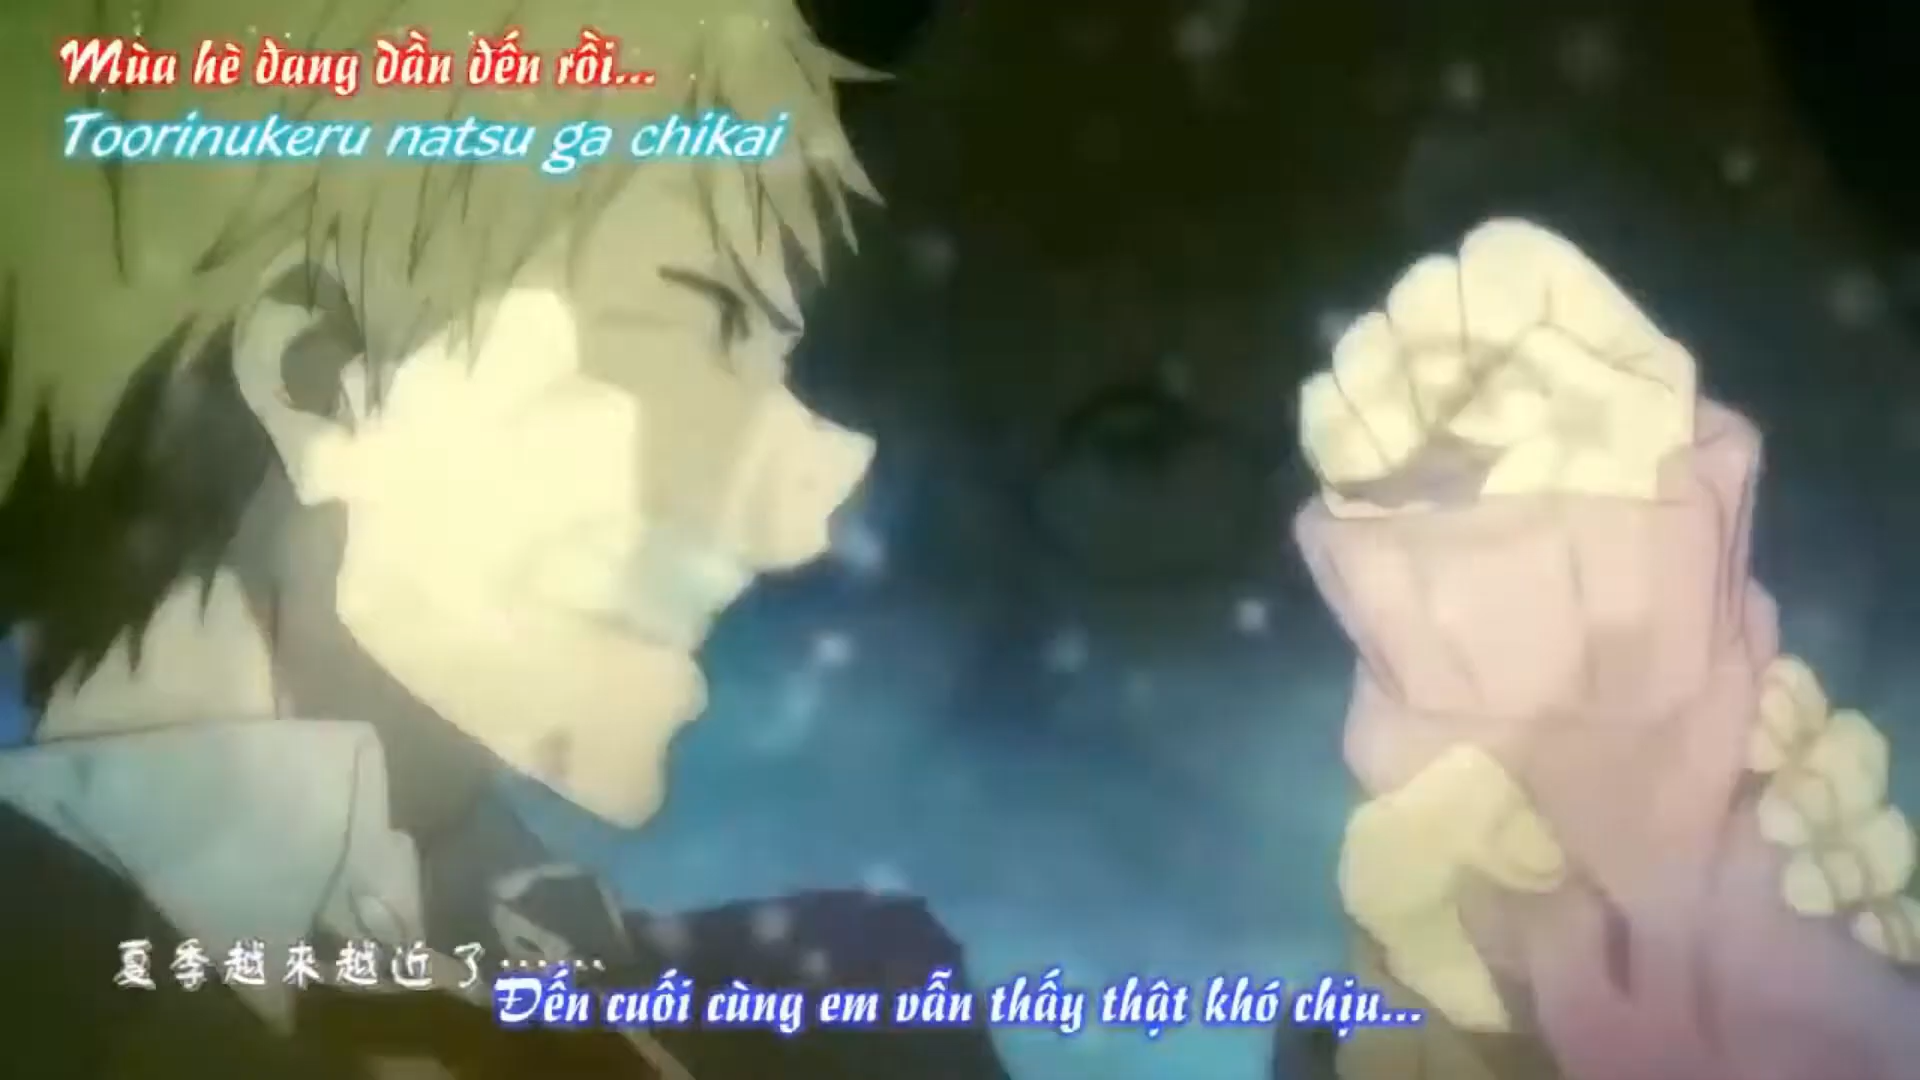 Mùa hè đang dần đến rồi...
Toorinukeru natsu ga chikai
夏季越來越近了⋯⋯
Đến cuối cùng em vẫn thấy thật khó chịu...